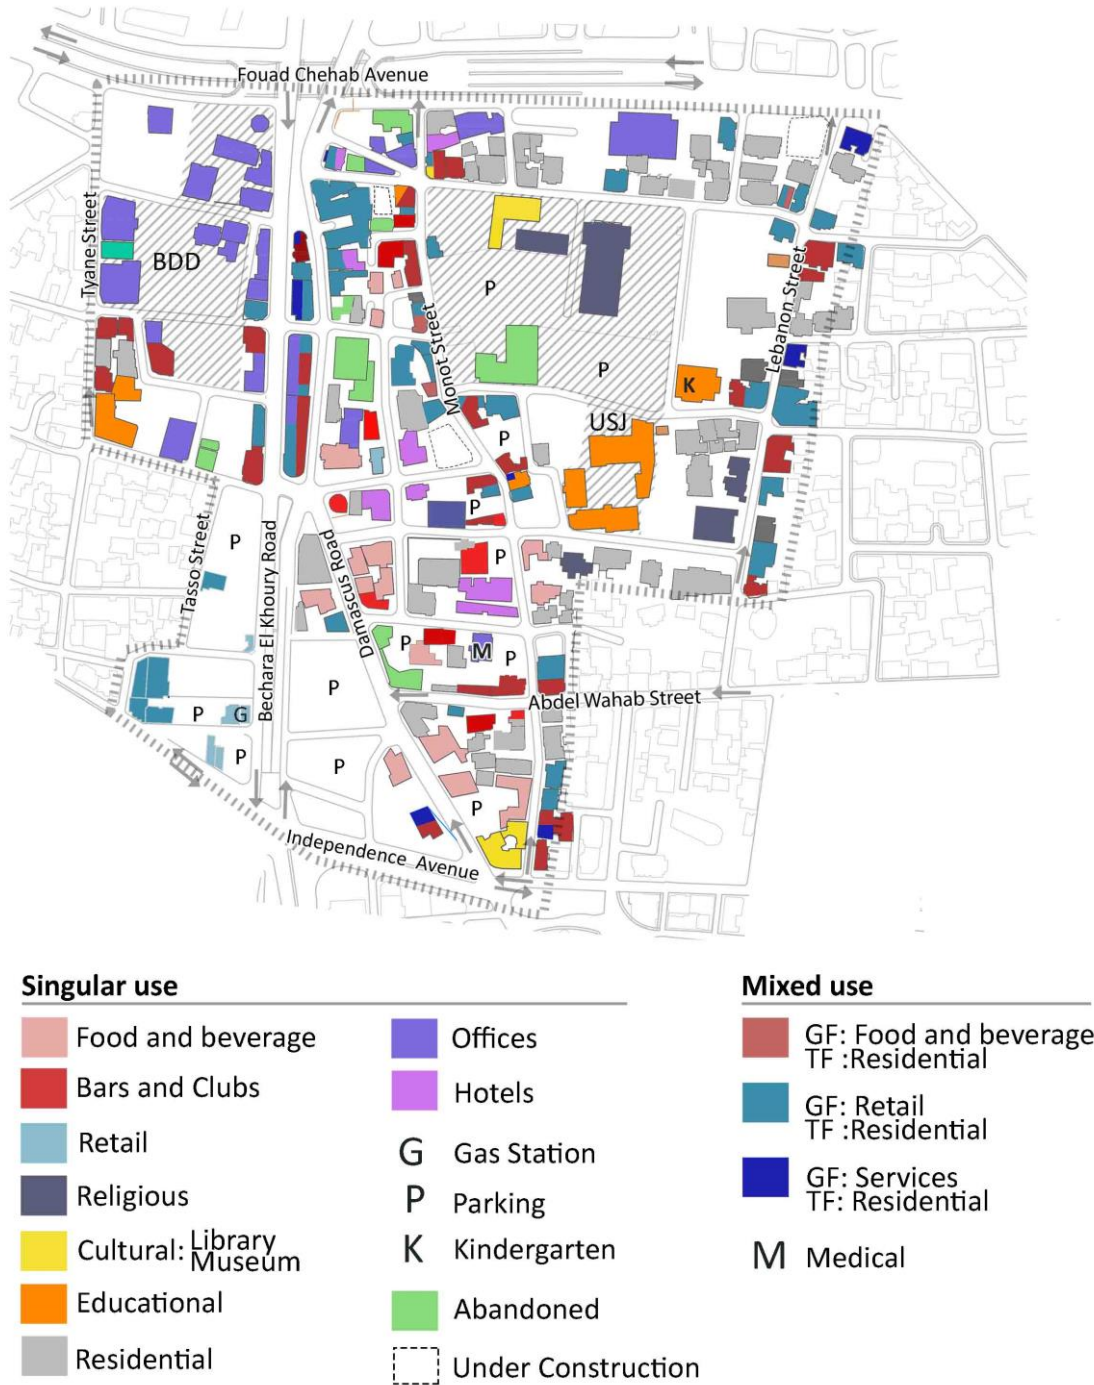 Fouad Chehab Avenue
Tyane Street
BDD
P
Monot Street
Lebanon Street
P
K
USJ
P
P
P
Tasso Street
Bechara El Khoury Road
Damascus Road
P
P
M
P
P
Abdel Wahab Street
P
G
P
P
P
Independence Avenue
Singular use
Food and beverage
Bars and Clubs
Retail
Religious
Cultural: Library
Museum
Educational
Residential
Offices
Hotels
G Gas Station
P Parking
K Kindergarten
Abandoned
Under Construction
Mixed use
GF: Food and beverage
TF :Residential
GF: Retail
TF :Residential
GF: Services
TF: Residential
M Medical